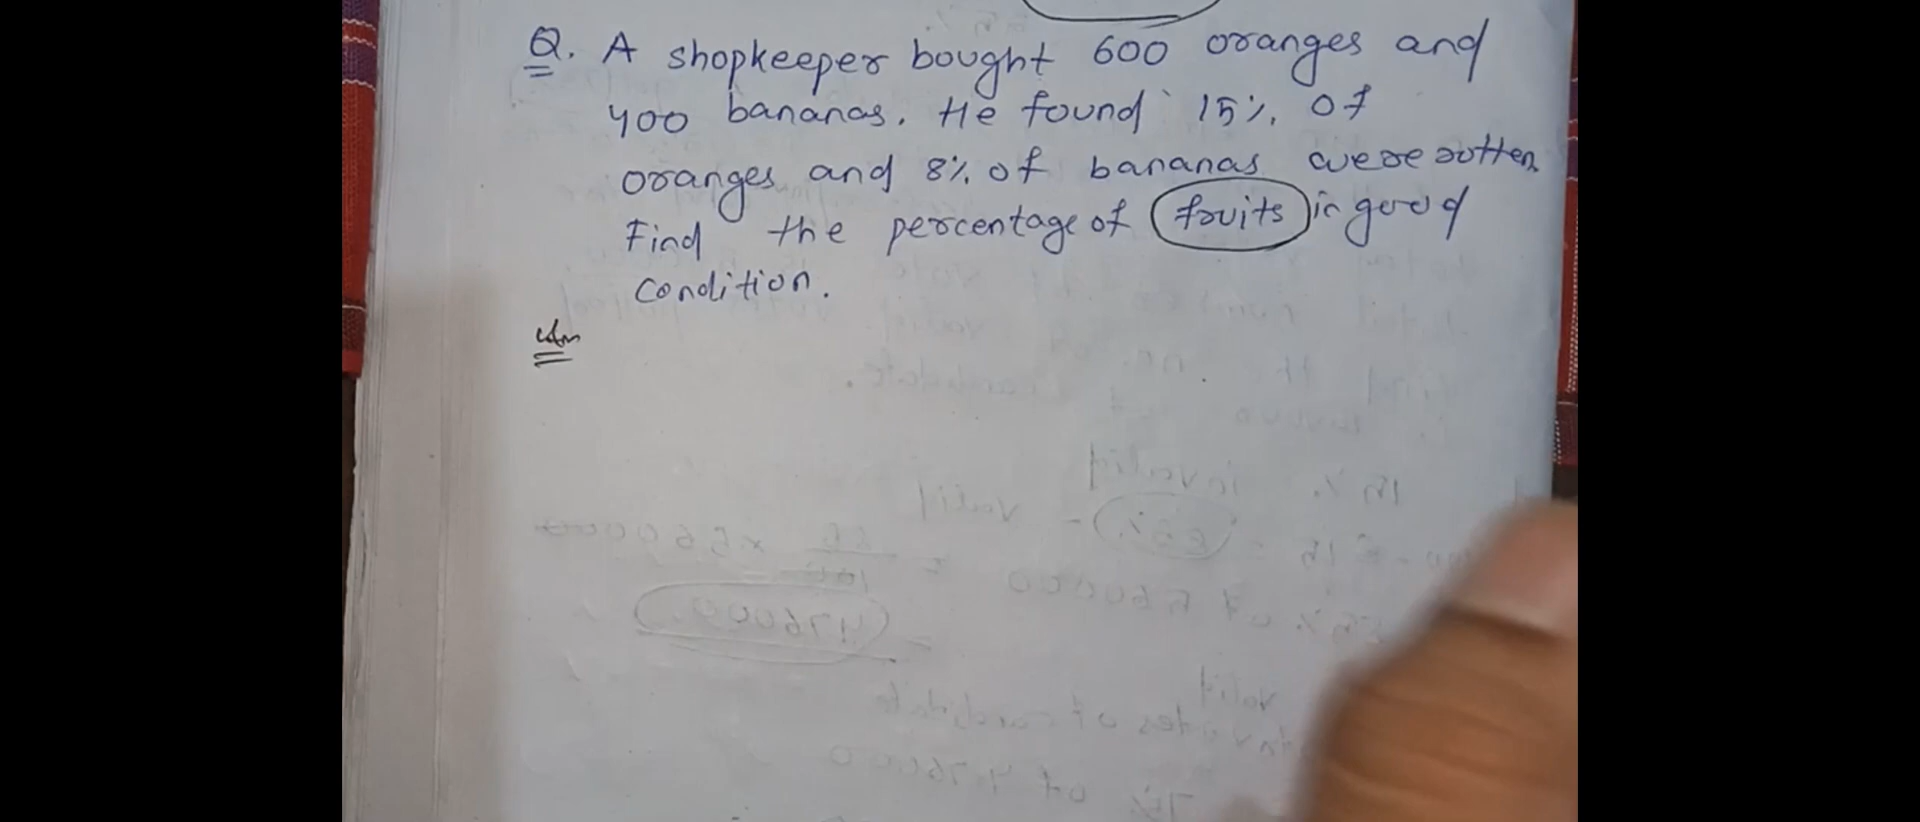 Q. A shopkeeper bought 600 oranges and
400 bananas. He found 15% of
oranges and 8% of bananas were rotten
Find the percentage of fruits in good
condition.